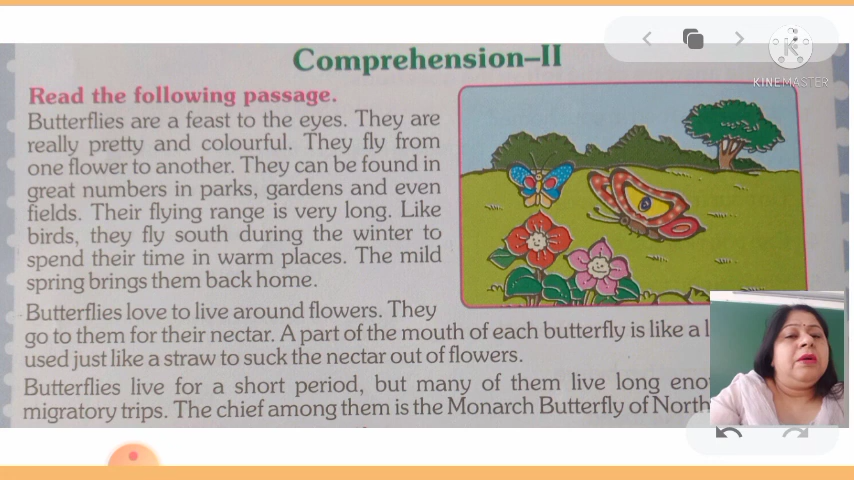 Comprehension–II
KINEMASTER
Read the following passage.
Butterflies are a feast to the eyes. They are
really pretty and colourful. They fly from
one flower to another. They can be found in
great numbers in parks, gardens and even
fields. Their flying range is very long. Like
birds, they fly south during the winter to
spend their time in warm places. The mild
spring brings them back home.
Butterflies love to live around flowers. They
go to them for their nectar. A part of the mouth of each butterfly is like a
used just like a straw to suck the nectar out of flowers.
Butterflies live for a short period, but many of them live long
migratory trips. The chief among them is the Monarch Butterfly of North